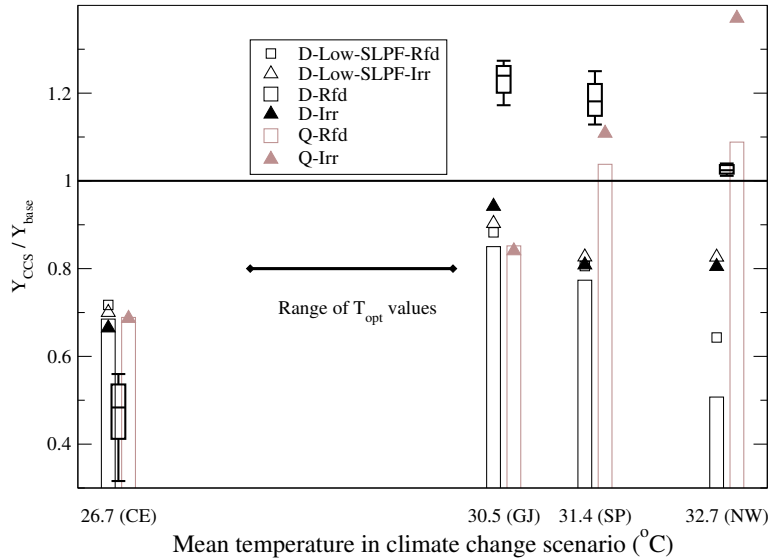 D-Low-SLPF-Rfd
D-Low-SLPF-Irr
D-Rfd
D-Irr
Q-Rfd
Q-Irr
1.2
1
0.8
0.6
0.4
Y_CCS / Y_base
Range of T_opt values
26.7 (CE) 30.5 (GJ) 31.4 (SP) 32.7 (NW)
Mean temperature in climate change scenario (°C)